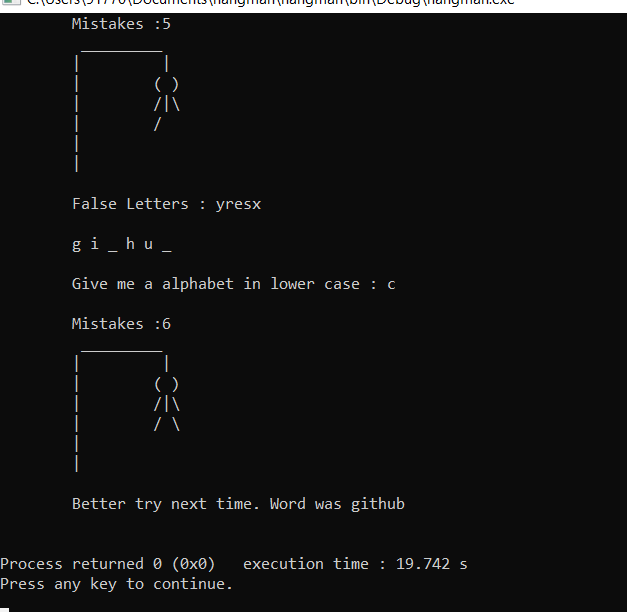 C:\Users\51770\Documents\hangman\hangman\bin\Debug\hangman.exe
Mistakes :5
 _________
|         |
|        ( )
|        /|\
|        /
|
|
False Letters : yresx
g i _ h u _
Give me a alphabet in lower case : c
Mistakes :6
 _________
|         |
|        ( )
|        /|\
|        / \
|
|
Better try next time. Word was github
Process returned 0 (0x0)   execution time : 19.742 s
Press any key to continue.